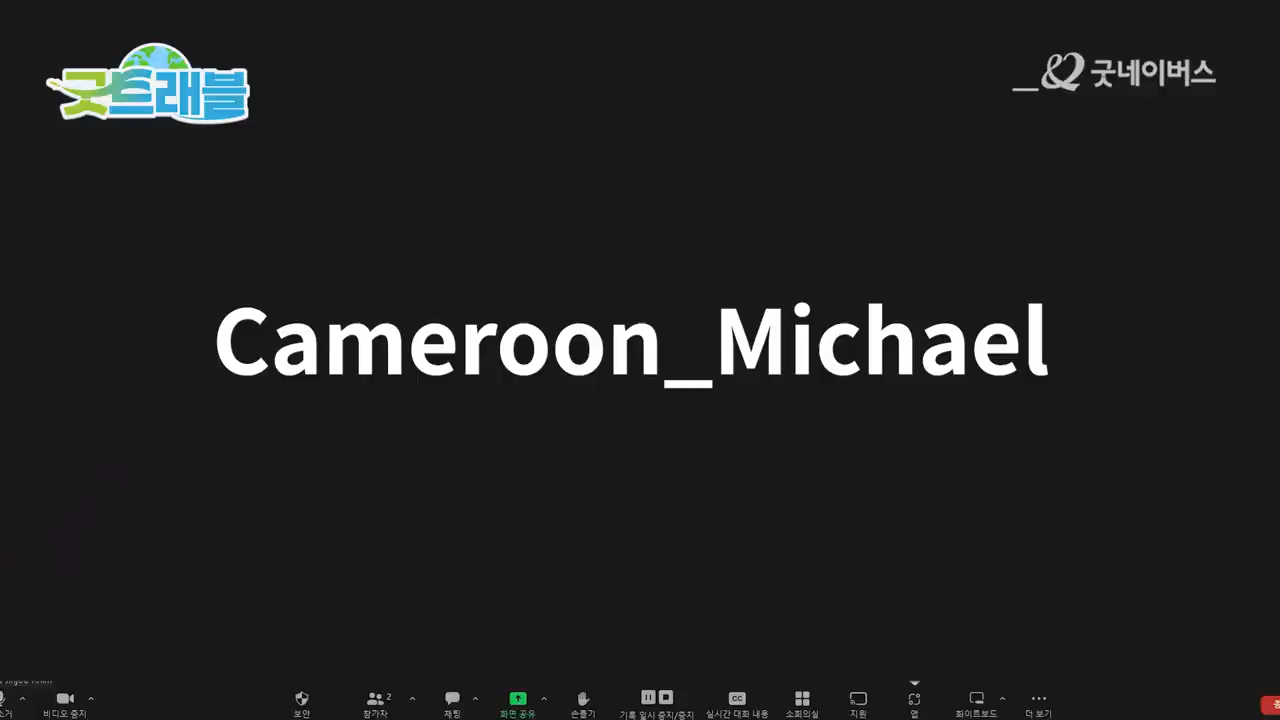 굿트래블
굿네이버스
Cameroon_Michael
비디오 중지
보안
참가자
2
채팅
화면 공유
손들기
기록 일시 중지/중지
CC
실시간 대화 내용
소회의실
지원
앱
화이트보드
더 보기